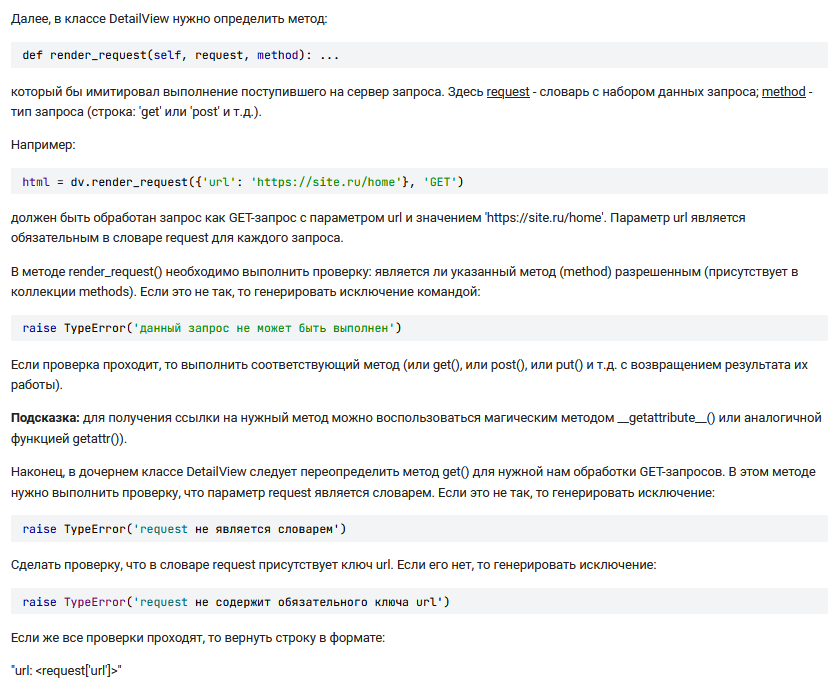 Далее, в классе DetailView нужно определить метод:
def render_request(self, request, method): ...
который бы имитировал выполнение поступившего на сервер запроса. Здесь request - словарь с набором данных запроса; method -
тип запроса (строка: 'get' или 'post' и т.д.).
Например:
html = dv.render_request({'url': 'https://site.ru/home'}, 'GET')
должен быть обработан запрос как GET-запрос с параметром url и значением 'https://site.ru/home'. Параметр url является
обязательным в словаре request для каждого запроса.
В методе render_request() необходимо выполнить проверку: является ли указанный метод (method) разрешенным (присутствует в
коллекции methods). Если это не так, то генерировать исключение командой:
raise TypeError('данный запрос не может быть выполнен')
Если проверка проходит, то выполнить соответствующий метод (или get(), или post(), или put() и т.д. с возвращением результата их
работы).
Подсказка: для получения ссылки на нужный метод можно воспользоваться магическим методом __getattribute__() или аналогичной
функцией getattr()).
Наконец, в дочернем классе DetailView следует переопределить метод get() для нужной нам обработки GET-запросов. В этом методе
нужно выполнить проверку, что параметр request является словарем. Если это не так, то генерировать исключение:
raise TypeError('request не является словарем')
Сделать проверку, что в словаре request присутствует ключ url. Если его нет, то генерировать исключение:
raise TypeError('request не содержит обязательного ключа url')
Если же все проверки проходят, то вернуть строку в формате:
"url: <request['url']>"